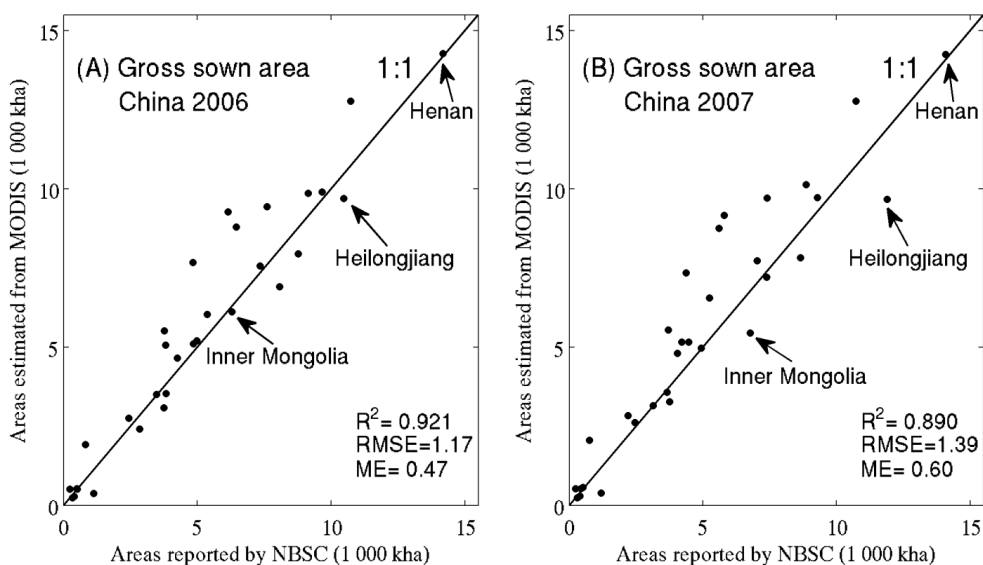 (A) Gross sown area
China 2006
1:1
Henan
Heilongjiang
Inner Mongolia
R²= 0.921
RMSE=1.17
ME= 0.47
15
10
5
0
0 5 10 15
Areas estimated from MODIS (1 000 kha)
Areas reported by NBSC (1 000 kha)
(B) Gross sown area
China 2007
1:1
Henan
Heilongjiang
Inner Mongolia
R²= 0.890
RMSE=1.39
ME= 0.60
15
10
5
0
0 5 10 15
Areas estimated from MODIS (1 000 kha)
Areas reported by NBSC (1 000 kha)